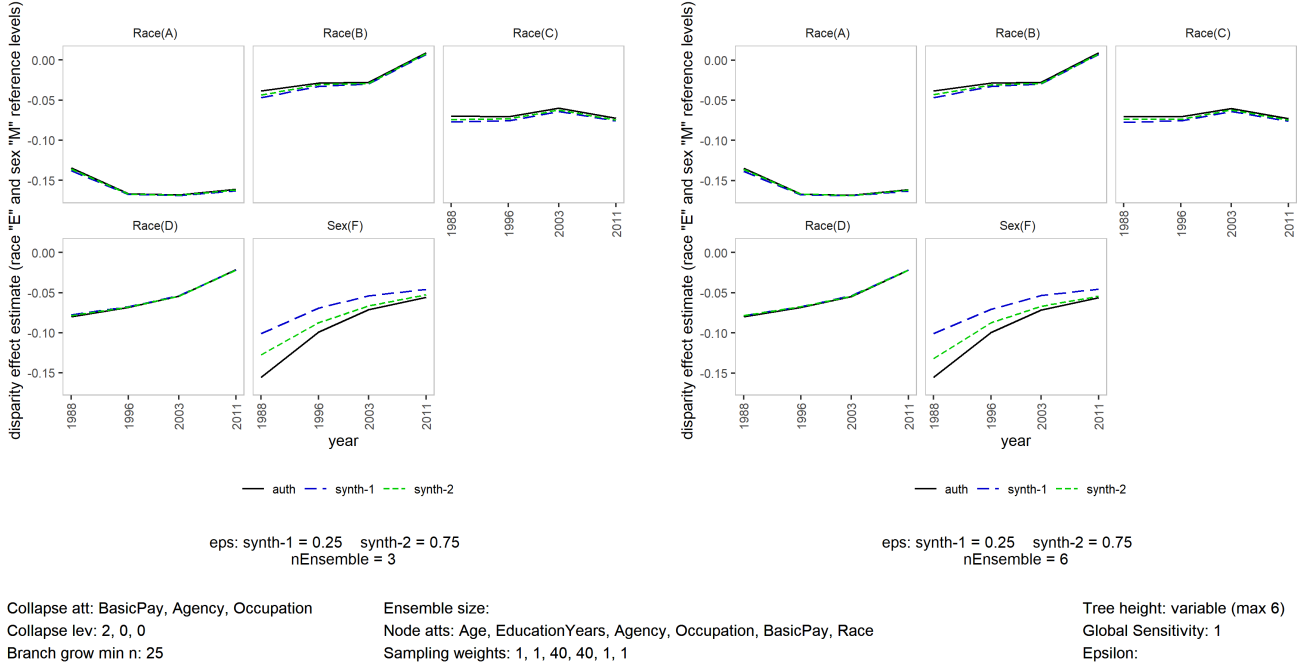 disparity effect estimate (race "E" and sex "M" reference levels)
Race(A)
Race(B)
Race(C)
0.00
-0.05
-0.10
-0.15
1988
1996
2003
2011
Race(D)
Sex(F)
0.00
-0.05
-0.10
-0.15
1988
1996
2003
2011
1988
1996
2003
2011
year
auth synth-1 synth-2
eps: synth-1 = 0.25 synth-2 = 0.75
nEnsemble = 3
disparity effect estimate (race "E" and sex "M" reference levels)
Race(A)
Race(B)
Race(C)
0.00
-0.05
-0.10
-0.15
1988
1996
2003
2011
Race(D)
Sex(F)
0.00
-0.05
-0.10
-0.15
1988
1996
2003
2011
1988
1996
2003
2011
year
auth synth-1 synth-2
eps: synth-1 = 0.25 synth-2 = 0.75
nEnsemble = 6
Collapse att: BasicPay, Agency, Occupation
Collapse lev: 2, 0, 0
Branch grow min n: 25
Ensemble size:
Node atts: Age, EducationYears, Agency, Occupation, BasicPay, Race
Sampling weights: 1, 1, 40, 40, 1, 1
Tree height: variable (max 6)
Global Sensitivity: 1
Epsilon: